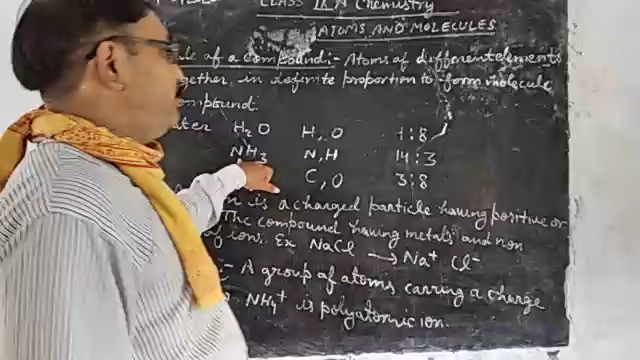 CLASS IX A Chemistry
ATOMS AND MOLECULES
of a compound:- Atoms of different elements
together in definite proportion to form molecule
compound.
H2O H, O 1:8
NH3 N, H 14:3
C, O 3:8
is a charged particle having positive or
The compound having metals and non
ions. Ex NaCl → Na+ Cl-
:- A group of atoms carring a charge
NH4+ is polyatomic ion.